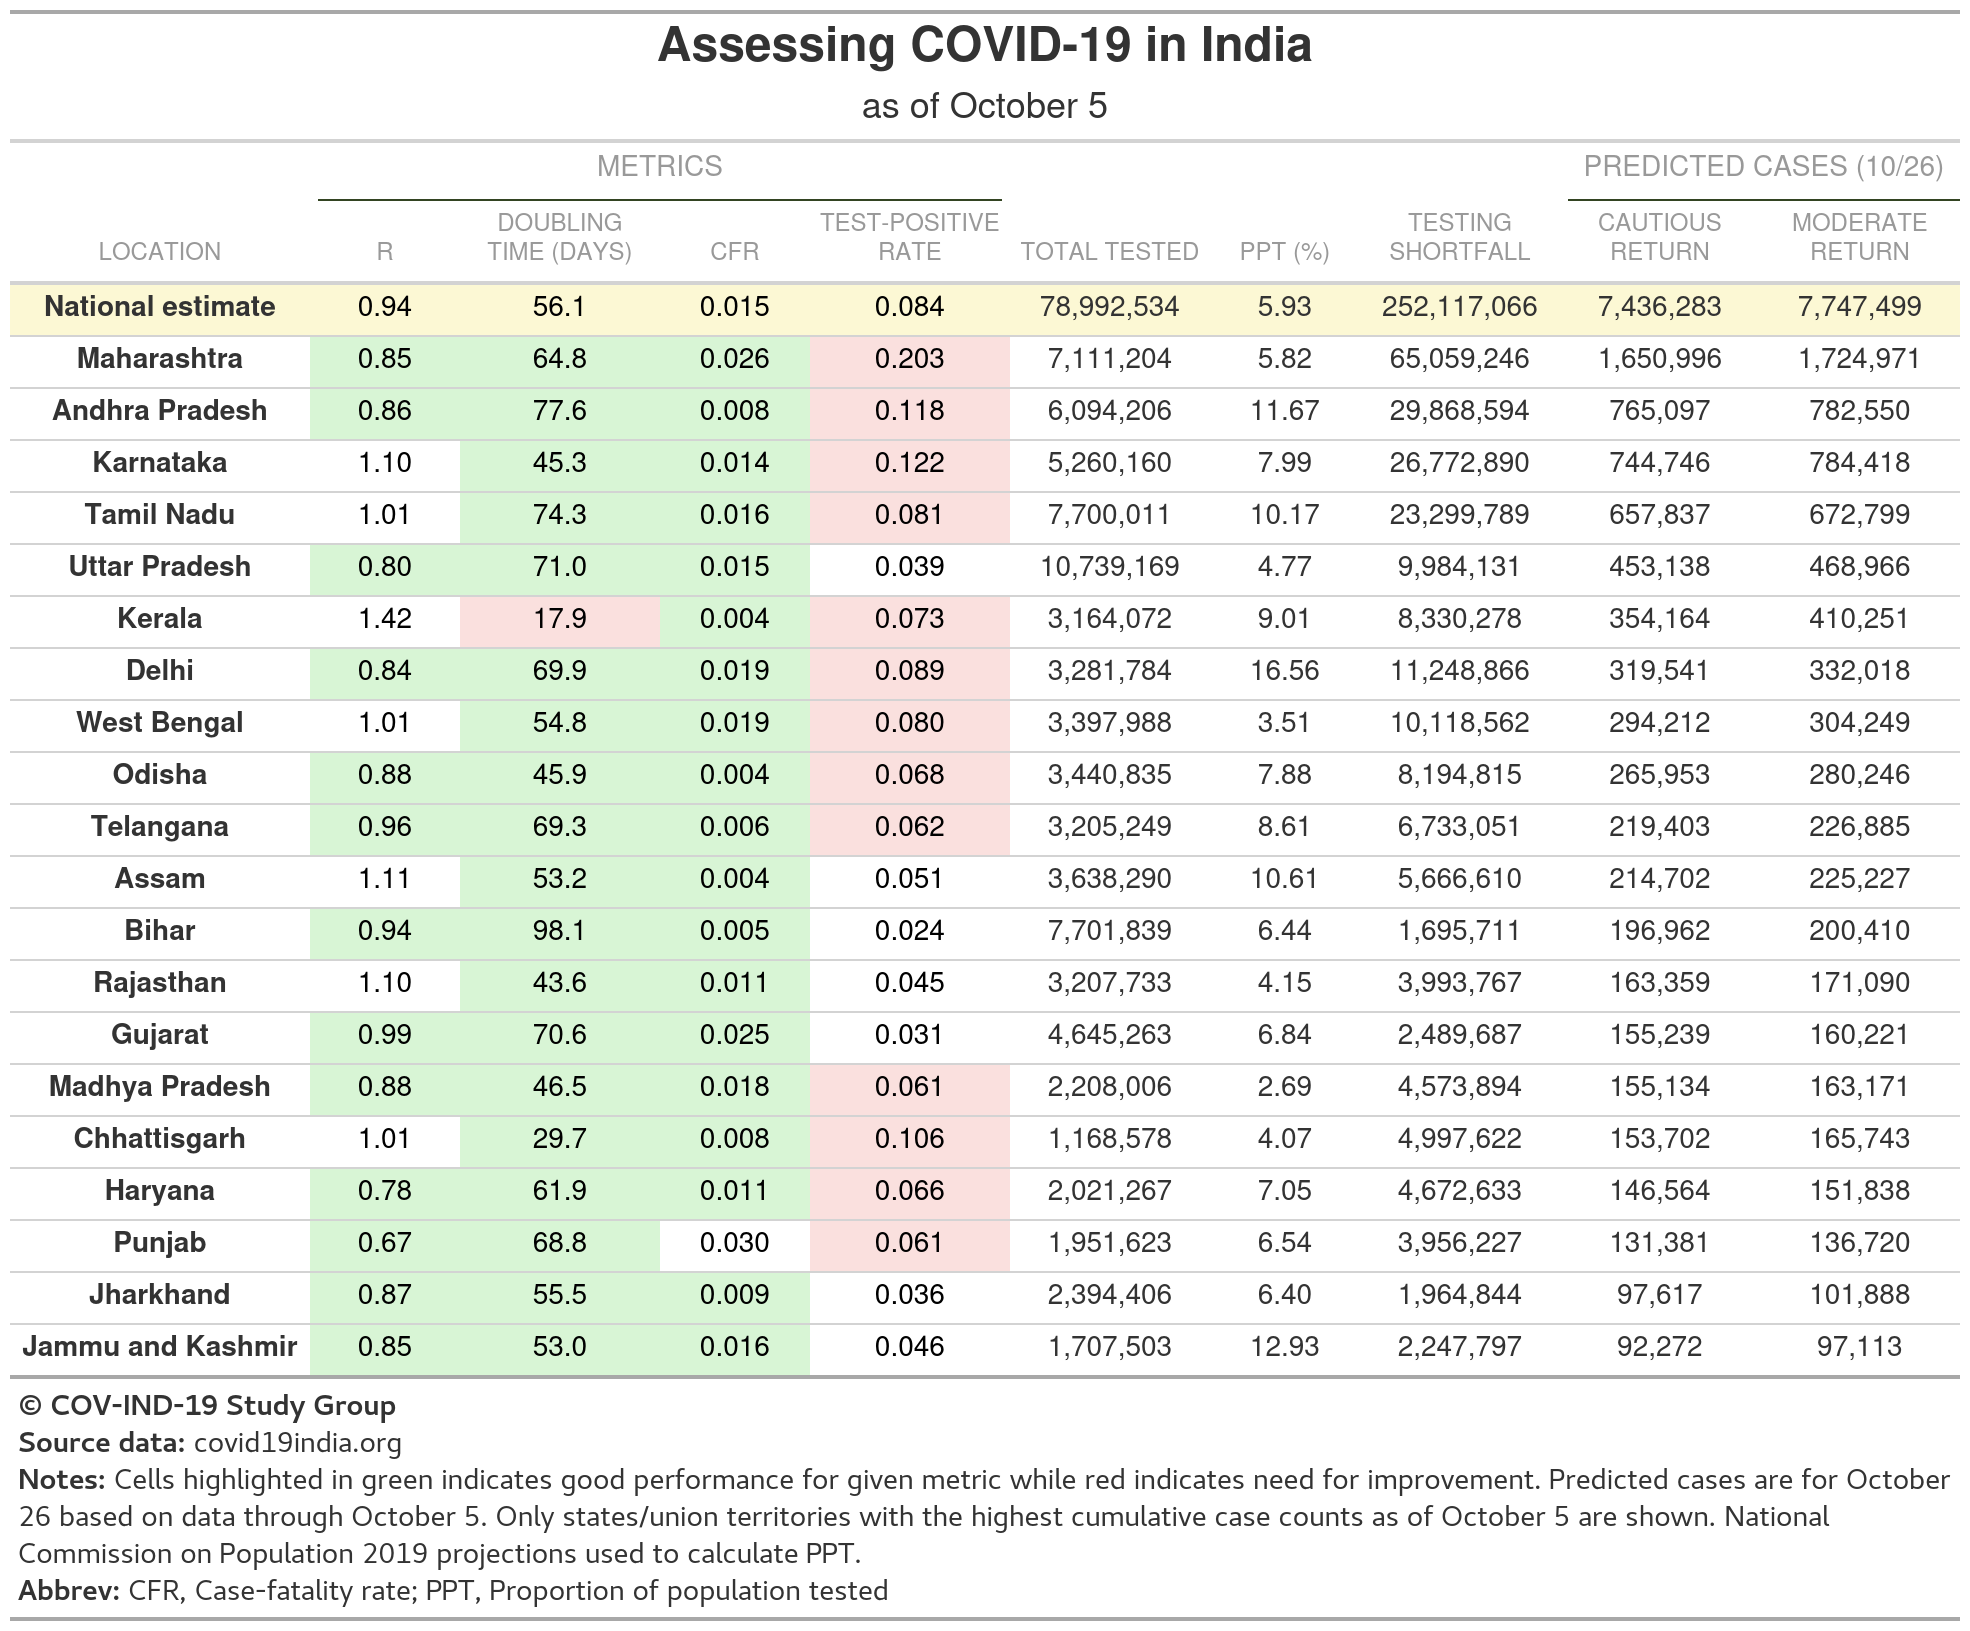 Assessing COVID-19 in India
as of October 5
METRICS PREDICTED CASES (10/26)
LOCATION R DOUBLING TIME (DAYS) CFR TEST-POSITIVE RATE TOTAL TESTED PPT (%) TESTING SHORTFALL CAUTIOUS RETURN MODERATE RETURN
National estimate 0.94 56.1 0.015 0.084 78,992,534 5.93 252,117,066 7,436,283 7,747,499
Maharashtra 0.85 64.8 0.026 0.203 7,111,204 5.82 65,059,246 1,650,996 1,724,971
Andhra Pradesh 0.86 77.6 0.008 0.118 6,094,206 11.67 29,868,594 765,097 782,550
Karnataka 1.10 45.3 0.014 0.122 5,260,160 7.99 26,772,890 744,746 784,418
Tamil Nadu 1.01 74.3 0.016 0.081 7,700,011 10.17 23,299,789 657,837 672,799
Uttar Pradesh 0.80 71.0 0.015 0.039 10,739,169 4.77 9,984,131 453,138 468,966
Kerala 1.42 17.9 0.004 0.073 3,164,072 9.01 8,330,278 354,164 410,251
Delhi 0.84 69.9 0.019 0.089 3,281,784 16.56 11,248,866 319,541 332,018
West Bengal 1.01 54.8 0.019 0.080 3,397,988 3.51 10,118,562 294,212 304,249
Odisha 0.88 45.9 0.004 0.068 3,440,835 7.88 8,194,815 265,953 280,246
Telangana 0.96 69.3 0.006 0.062 3,205,249 8.61 6,733,051 219,403 226,885
Assam 1.11 53.2 0.004 0.051 3,638,290 10.61 5,666,610 214,702 225,227
Bihar 0.94 98.1 0.005 0.024 7,701,839 6.44 1,695,711 196,962 200,410
Rajasthan 1.10 43.6 0.011 0.045 3,207,733 4.15 3,993,767 163,359 171,090
Gujarat 0.99 70.6 0.025 0.031 4,645,263 6.84 2,489,687 155,239 160,221
Madhya Pradesh 0.88 46.5 0.018 0.061 2,208,006 2.69 4,573,894 155,134 163,171
Chhattisgarh 1.01 29.7 0.008 0.106 1,168,578 4.07 4,997,622 153,702 165,743
Haryana 0.78 61.9 0.011 0.066 2,021,267 7.05 4,672,633 146,564 151,838
Punjab 0.67 68.8 0.030 0.061 1,951,623 6.54 3,956,227 131,381 136,720
Jharkhand 0.87 55.5 0.009 0.036 2,394,406 6.40 1,964,844 97,617 101,888
Jammu and Kashmir 0.85 53.0 0.016 0.046 1,707,503 12.93 2,247,797 92,272 97,113
© COV-IND-19 Study Group
Source data: covid19india.org
Notes: Cells highlighted in green indicates good performance for given metric while red indicates need for improvement. Predicted cases are for October
26 based on data through October 5. Only states/union territories with the highest cumulative case counts as of October 5 are shown. National
Commission on Population 2019 projections used to calculate PPT.
Abbrev: CFR, Case-fatality rate; PPT, Proportion of population tested